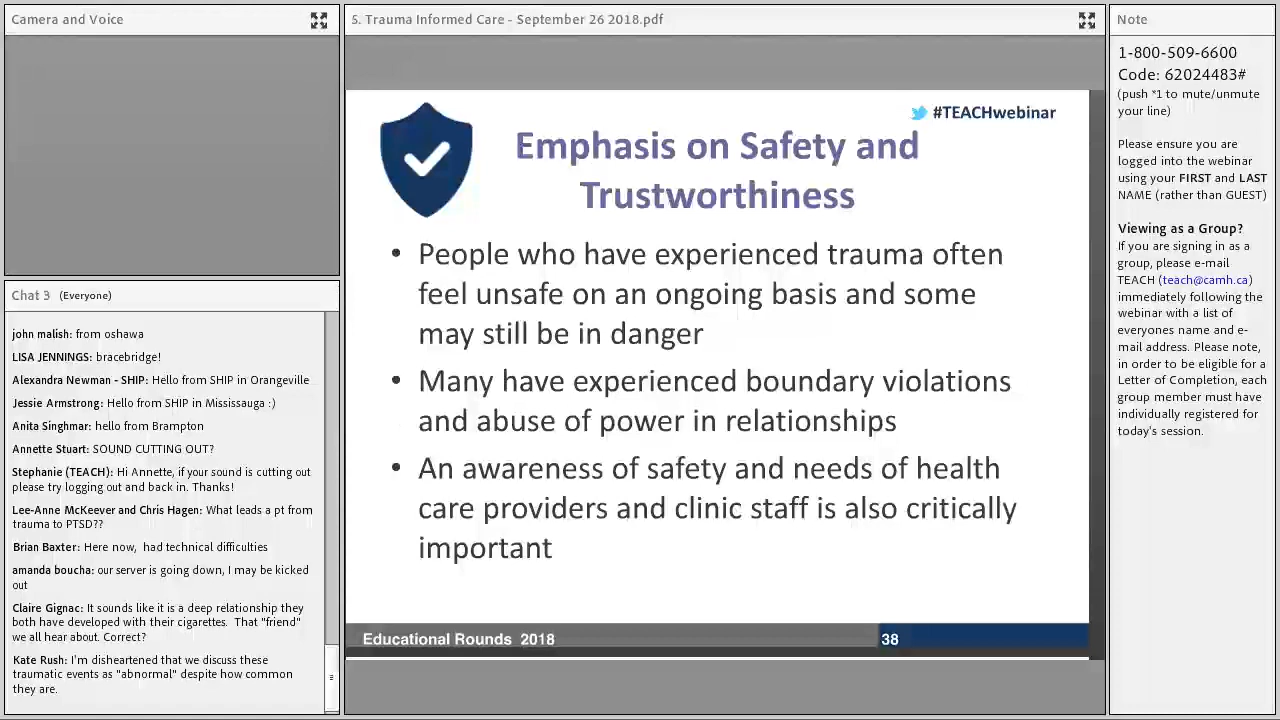 Camera and Voice
Chat 3 (Everyone)
john malish: from oshawa
LISA JENNINGS: bracebridge!
Alexandra Newman - SHIP: Hello from SHIP in Orangeville
Jessie Armstrong: Hello from SHIP in Mississauga :)
Anita Singhmar: hello from Brampton
Annette Stuart: SOUND CUTTING OUT?
Stephanie (TEACH): Hi Annette, if your sound is cutting out
please try logging out and back in. Thanks!
Lee-Anne McKeever and Chris Hagen: What leads a pt from
trauma to PTSD??
Brian Baxter: Here now, had technical difficulties
amanda boucha: our server is going down, I may be kicked
out
Claire Gignac: It sounds like it is a deep relationship they
both have developed with their cigarettes. That "friend"
we all hear about. Correct?
Kate Rush: I'm disheartened that we discuss these
traumatic events as "abnormal" despite how common
they are.
5. Trauma Informed Care - September 26 2018.pdf
#TEACHwebinar
Emphasis on Safety and
Trustworthiness
• People who have experienced trauma often
feel unsafe on an ongoing basis and some
may still be in danger
• Many have experienced boundary violations
and abuse of power in relationships
• An awareness of safety and needs of health
care providers and clinic staff is also critically
important
Educational Rounds 2018
38
Note
1-800-509-6600
Code: 62024483#
(push *1 to mute/unmute
your line)
Please ensure you are
logged into the webinar
using your FIRST and LAST
NAME (rather than GUEST)
Viewing as a Group?
If you are signing in as a
group, please e-mail
TEACH (teach@camh.ca)
immediately following the
webinar with a list of
everyones name and e-
mail address. Please note,
in order to be eligible for a
Letter of Completion, each
group member must have
individually registered for
today's session.